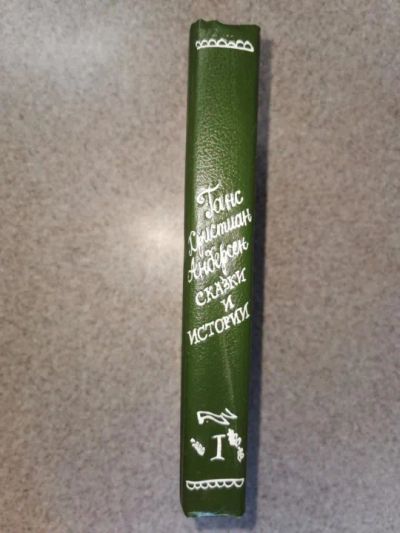 Ганс
Христиан
Андерсен
СКАЗКИ
И
ИСТОРИИ
I